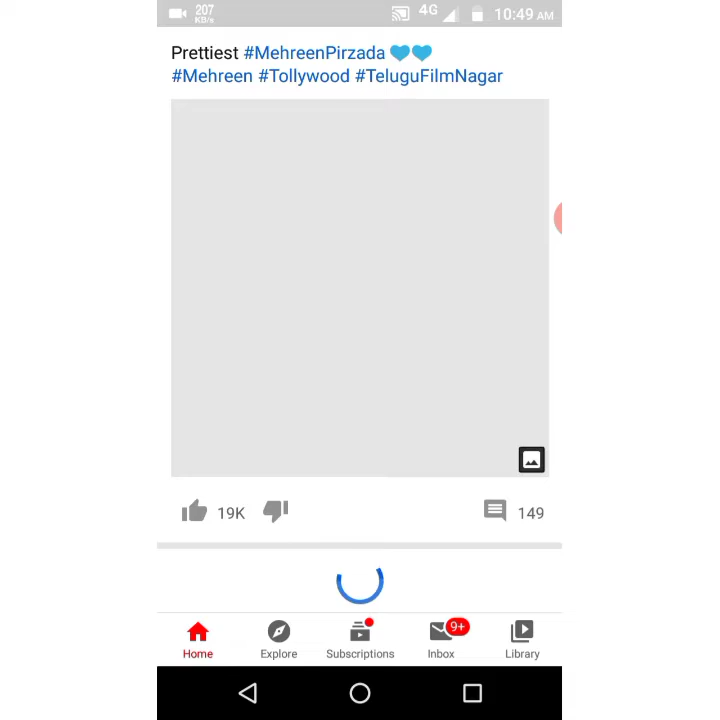 207
KB/s
4G
10:49 AM
Prettiest #MehreenPirzada 💙💙
#Mehreen #Tollywood #TeluguFilmNagar
19K
149
9+
Home
Explore
Subscriptions
Inbox
Library